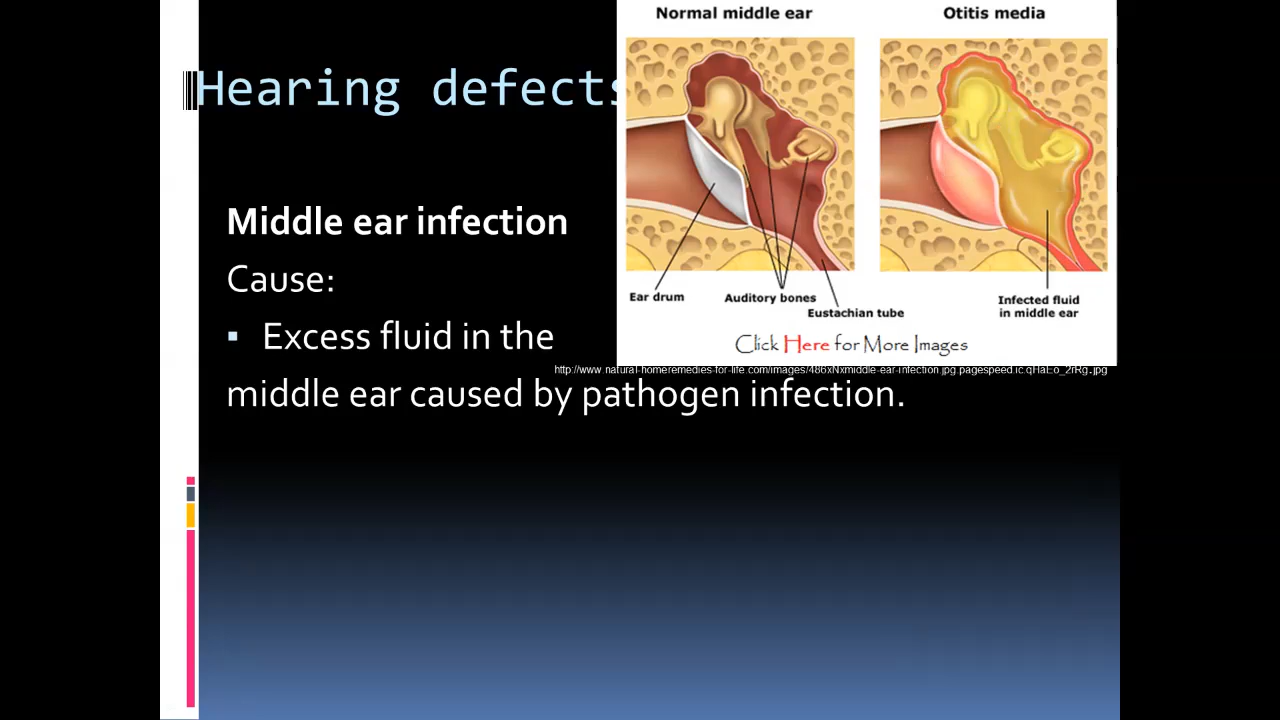 Hearing defects
Normal middle ear
Otitis media
Ear drum
Auditory bones
Eustachian tube
Infected fluid
in middle ear
Click Here for More Images
Middle ear infection
Cause:
▪ Excess fluid in the
middle ear caused by pathogen infection.